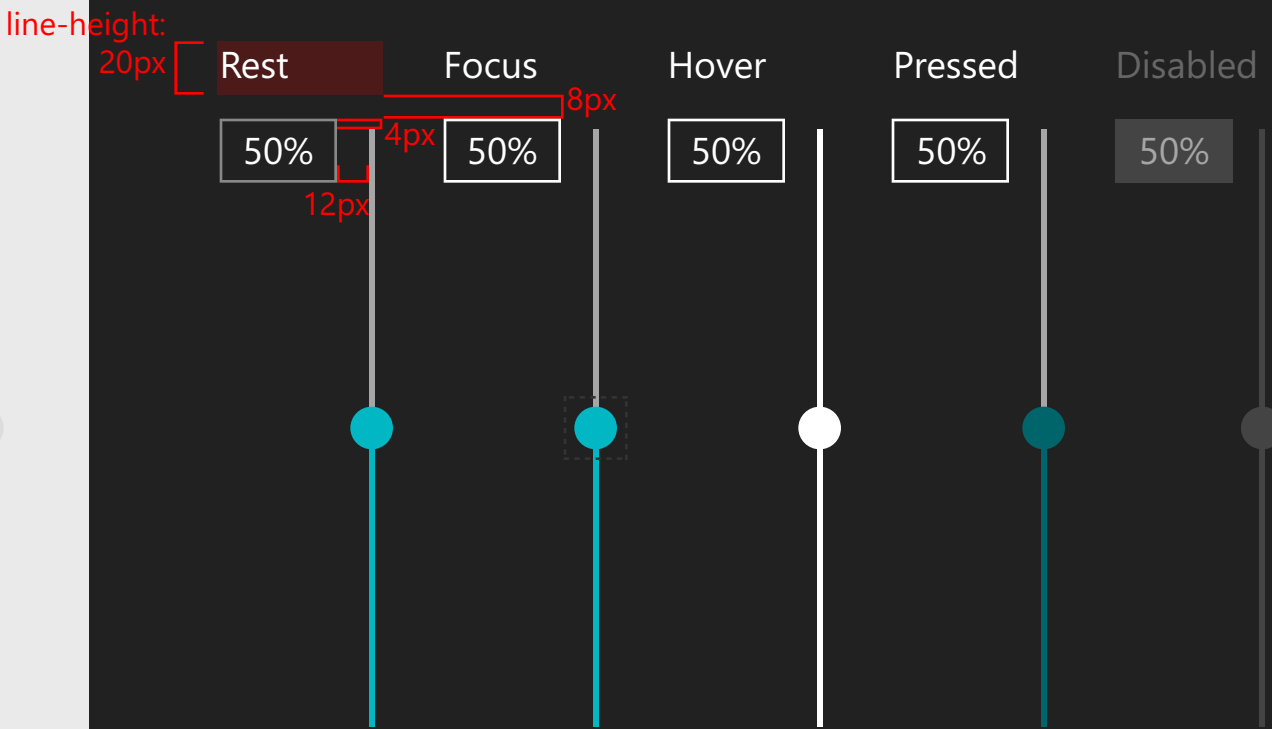 line-height:
20px
Rest
Focus
Hover
Pressed
Disabled
8px
4px
50%
50%
50%
50%
50%
12px